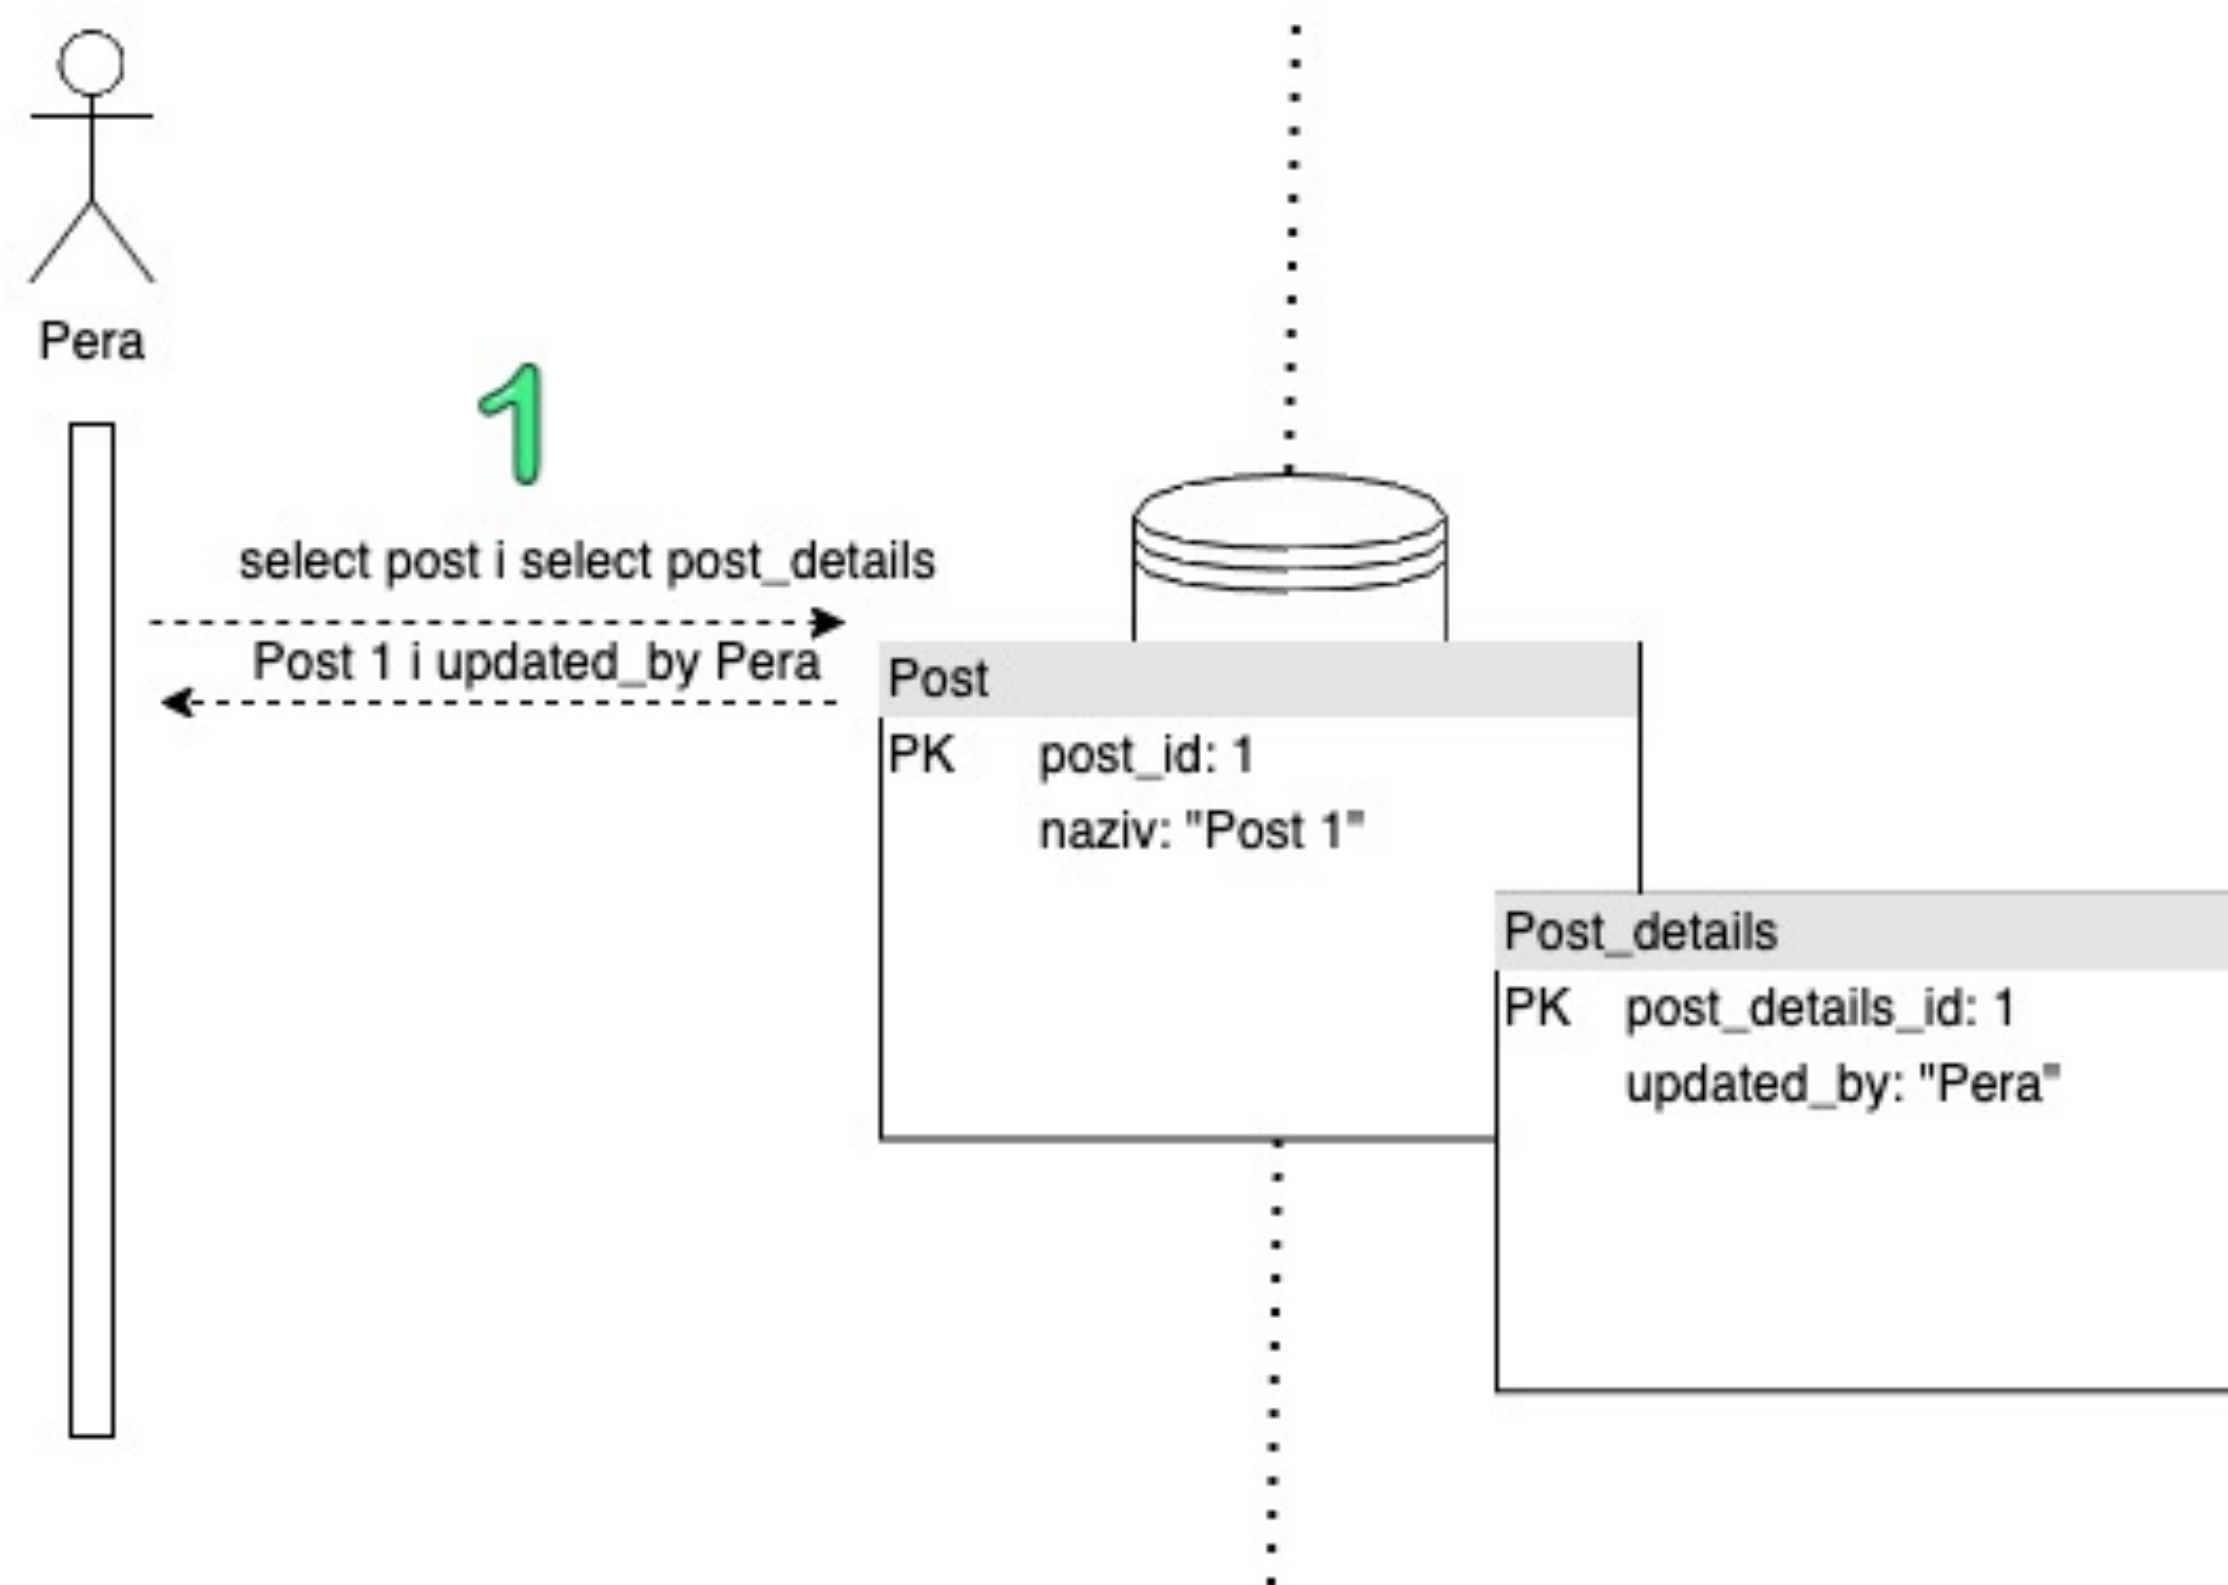 Pera
1
select post i select post_details
Post 1 i updated_by Pera
Post
PK post_id: 1
naziv: "Post 1"
Post_details
PK post_details_id: 1
updated_by: "Pera"